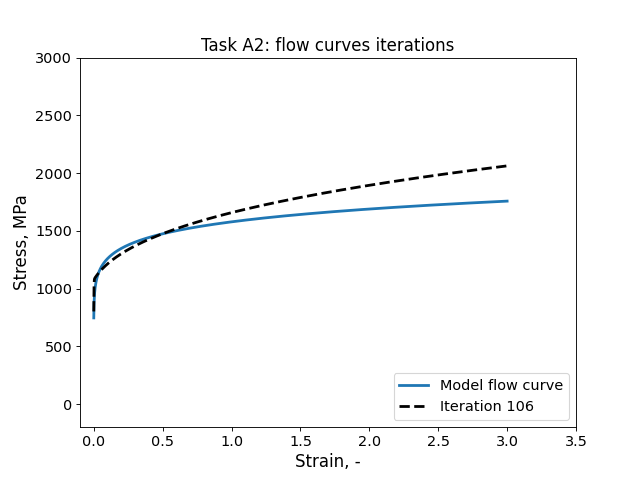 Task A2: flow curves iterations
3000
2500
2000
1500
1000
500
0
Stress, MPa
0.0 0.5 1.0 1.5 2.0 2.5 3.0 3.5
Strain, -
Model flow curve
Iteration 106